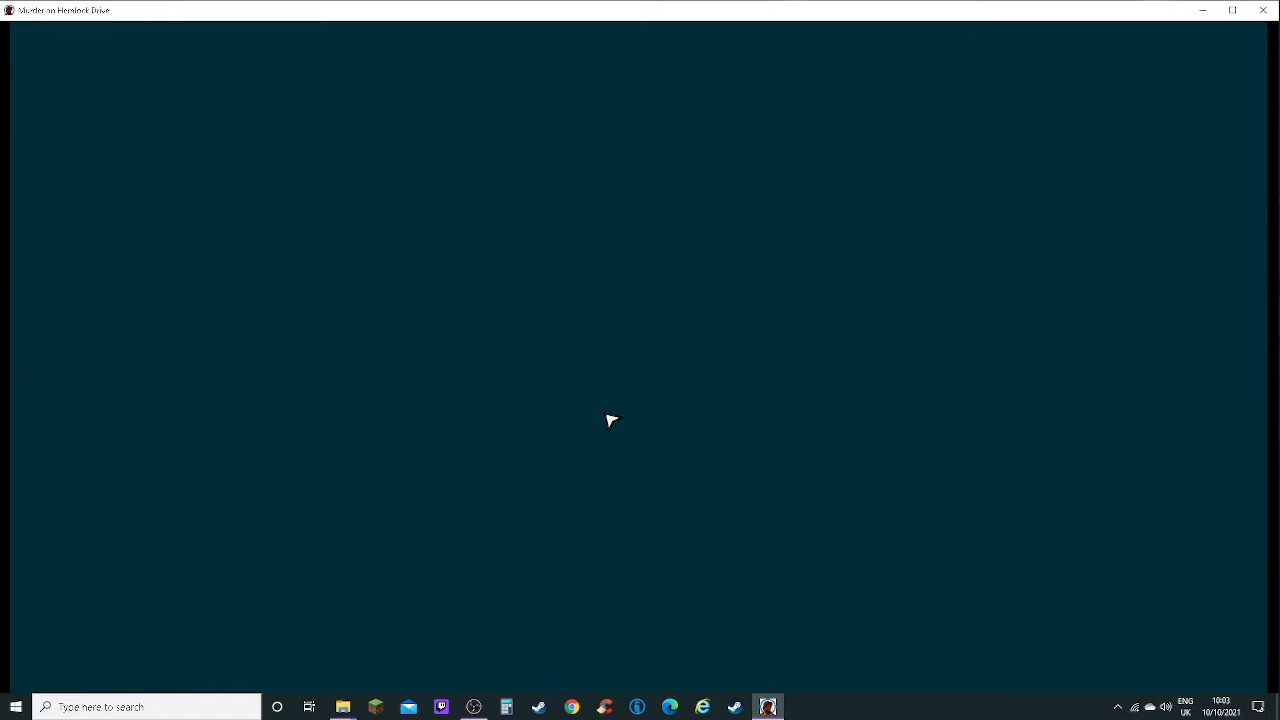 Murder on Hemlock Drive
Type here to search
ENG
UK
10:03
10/10/2021